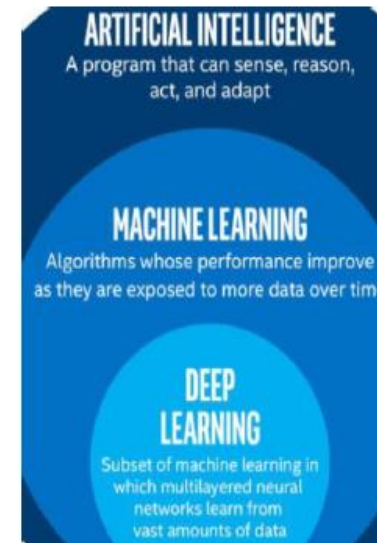 ARTIFICIAL INTELLIGENCE
A program that can sense, reason,
act, and adapt
MACHINE LEARNING
Algorithms whose performance improve
as they are exposed to more data over tim
DEEP
LEARNING
Subset of machine learning in
which multilayered neural
networks learn from
vast amounts of data